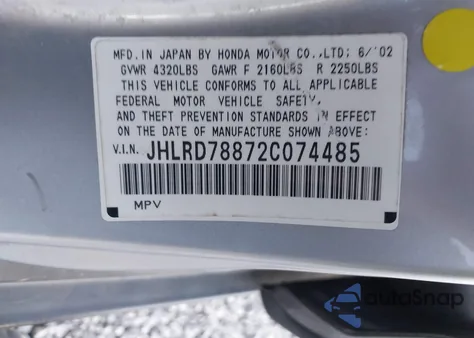 MFD. IN JAPAN BY HONDA MOTOR CO.,LTD; 6/'02
GVWR 4320LBS GAWR F 2160LBS R 2250LBS
THIS VEHICLE CONFORMS TO ALL APPLICABLE
FEDERAL MOTOR VEHICLE SAFETY,
AND THEFT PREVENTION STANDARDS IN EFFECT
ON THE DATE OF MANUFACTURE SHOWN ABOVE:
V.I.N. JHLRD78872C074485
MPV
autoSnap